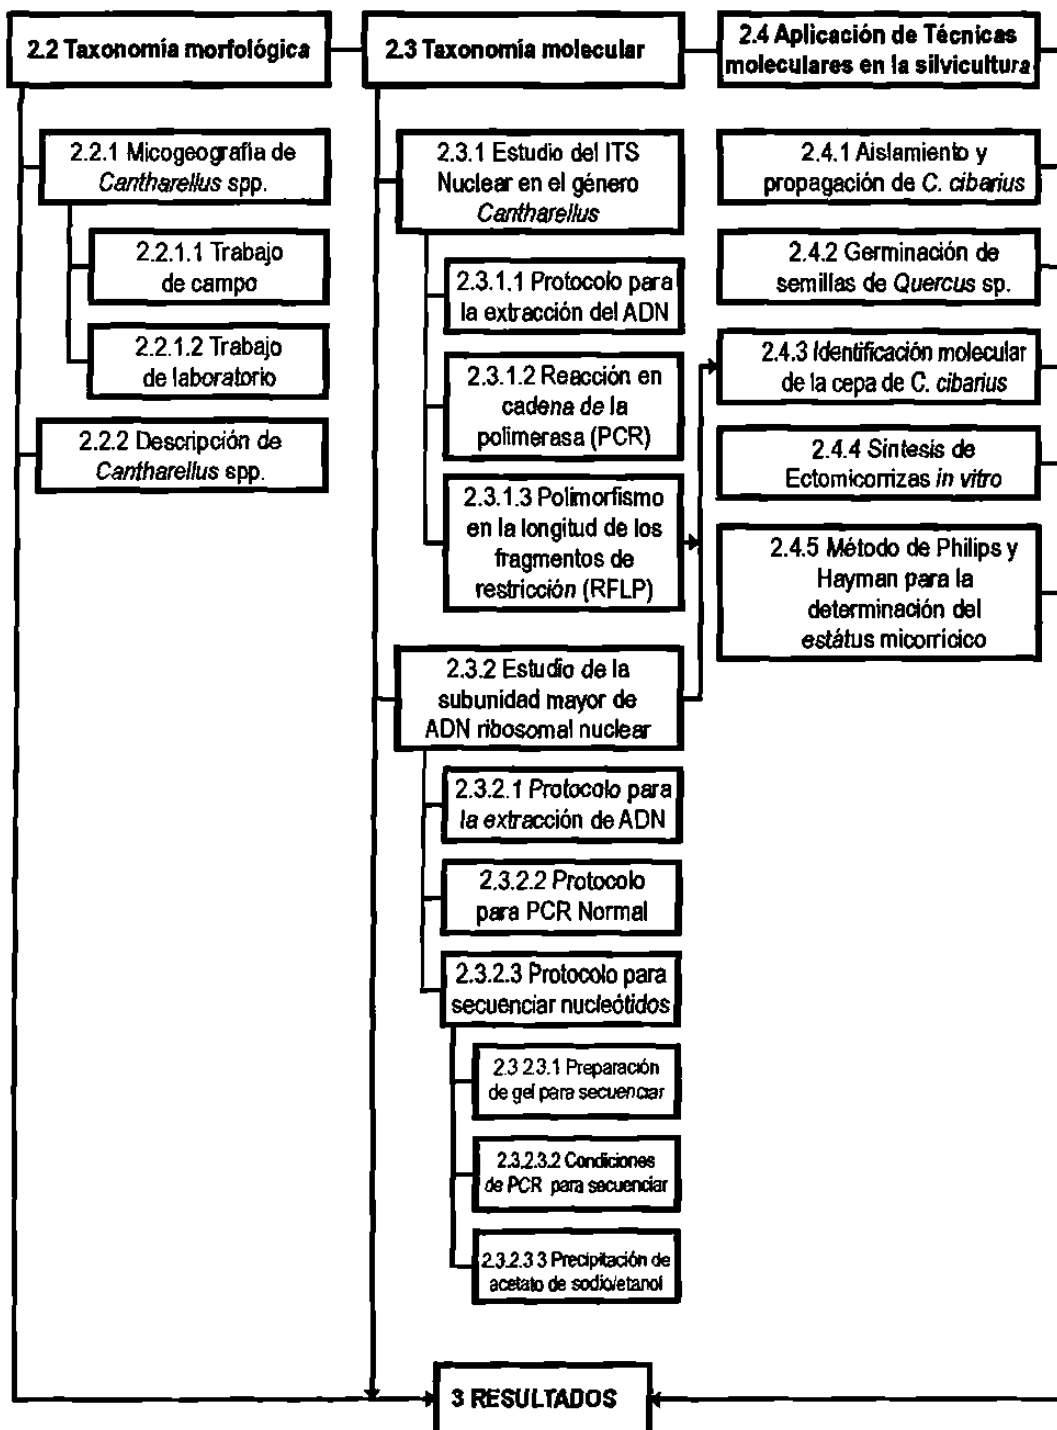 2.2 Taxonomía morfológica
2.2.1 Micogeografía de
Cantharellus spp.
2.2.1.1 Trabajo
de campo
2.2.1.2 Trabajo
de laboratorio
2.2.2 Descripción de
Cantharellus spp.
2.3 Taxonomía molecular
2.3.1 Estudio del ITS
Nuclear en el género
Cantharellus
2.3.1.1 Protocolo para
la extracción del ADN
2.3.1.2 Reacción en
cadena de la
polimerasa (PCR)
2.3.1.3 Polimorfismo
en la longitud de los
fragmentos de
restricción (RFLP)
2.3.2 Estudio de la
subunidad mayor de
ADN ribosomal nuclear
2.3.2.1 Protocolo para
la extracción de ADN
2.3.2.2 Protocolo
para PCR Normal
2.3.2.3 Protocolo para
secuenciar nucleótidos
2.3 2.3.1 Preparación
de gel para secuenciar
2.3.2.3.2 Condiciones
de PCR para secuenciar
2.3.2.3 3 Precipitación de
acetato de sodio/etanol
2.4 Aplicación de Técnicas
moleculares en la silvicultura
2.4.1 Aislamiento y
propagación de C. cibarius
2.4.2 Germinación de
semillas de Quercus sp.
2.4.3 Identificación molecular
de la cepa de C. cibarius
2.4.4 Síntesis de
Ectomicorrizas in vitro
2.4.5 Método de Philips y
Hayman para la
determinación del
estátus micorrícico
3 RESULTADOS